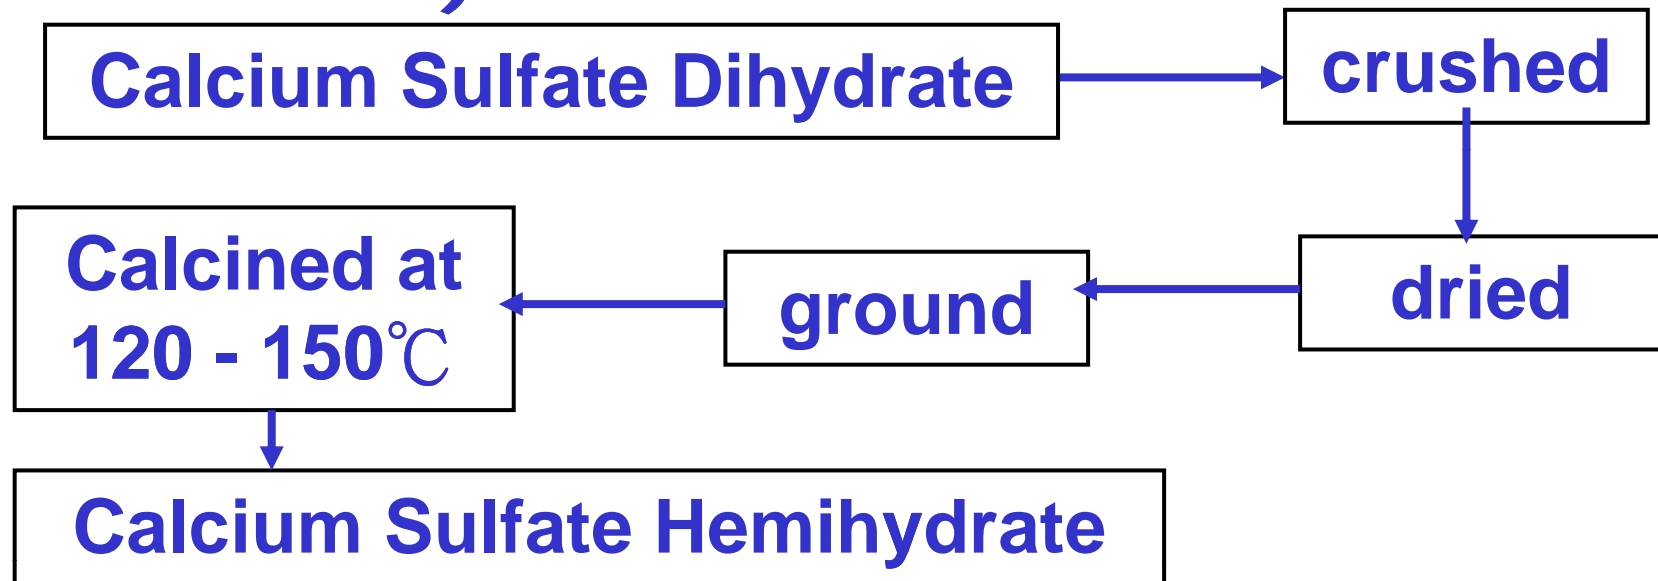 Calcium Sulfate Dihydrate
crushed
dried
ground
Calcined at
120 - 150℃
Calcium Sulfate Hemihydrate